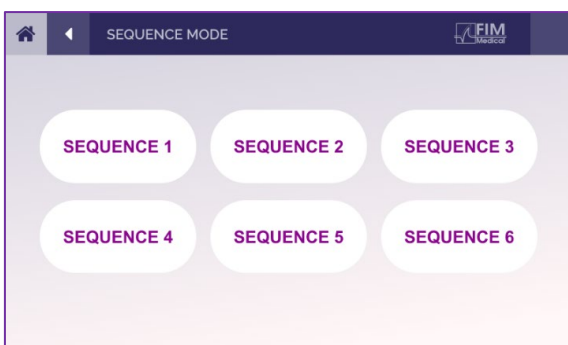 SEQUENCE MODE
FIM
Medical
SEQUENCE 1 SEQUENCE 2 SEQUENCE 3
SEQUENCE 4 SEQUENCE 5 SEQUENCE 6